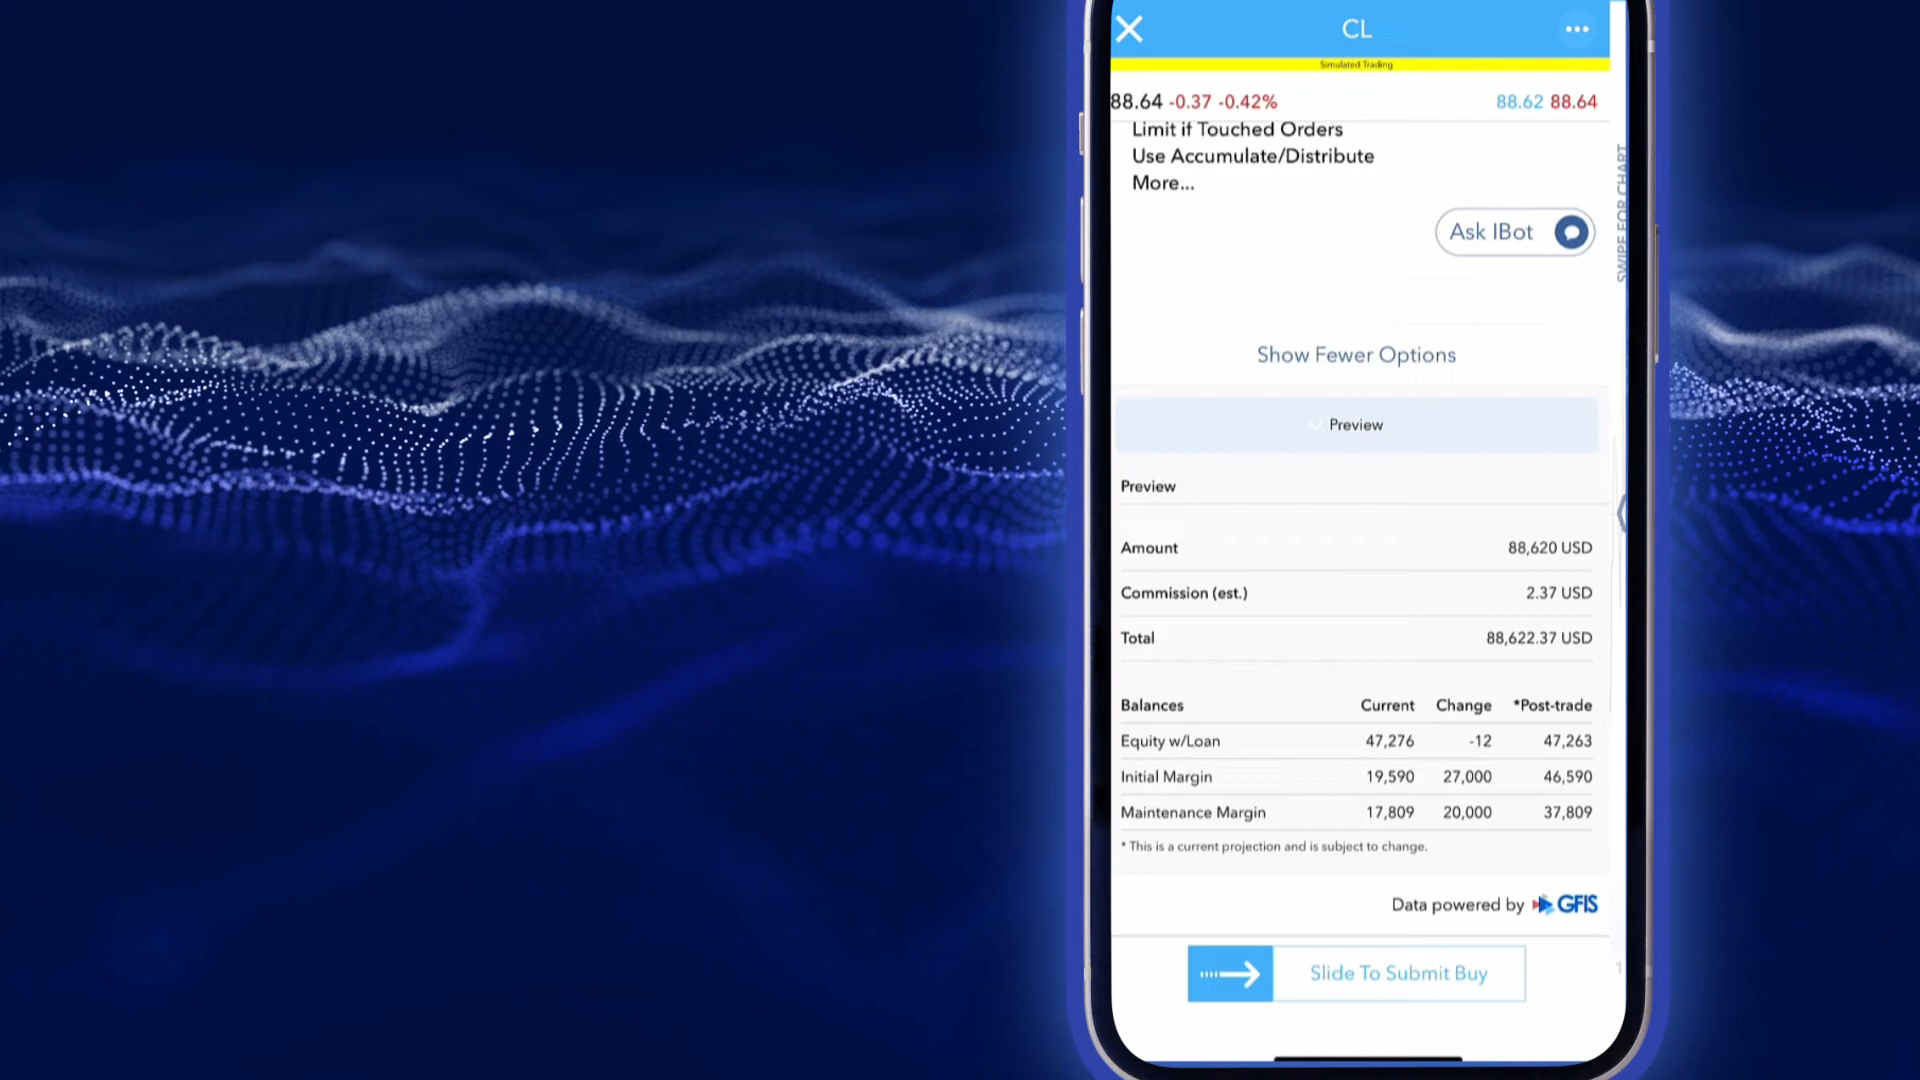 CL
Simulated Trading
88.64 -0.37 -0.42% 88.62 88.64
Limit if Touched Orders
Use Accumulate/Distribute
More...
Ask IBot
SWIPE FOR CHART
Show Fewer Options
Preview
Preview
Amount 88,620 USD
Commission (est.) 2.37 USD
Total 88,622.37 USD
Balances Current Change *Post-trade
Equity w/Loan 47,276 -12 47,263
Initial Margin 19,590 27,000 46,590
Maintenance Margin 17,809 20,000 37,809
* This is a current projection and is subject to change.
Data powered by GFIS
Slide To Submit Buy